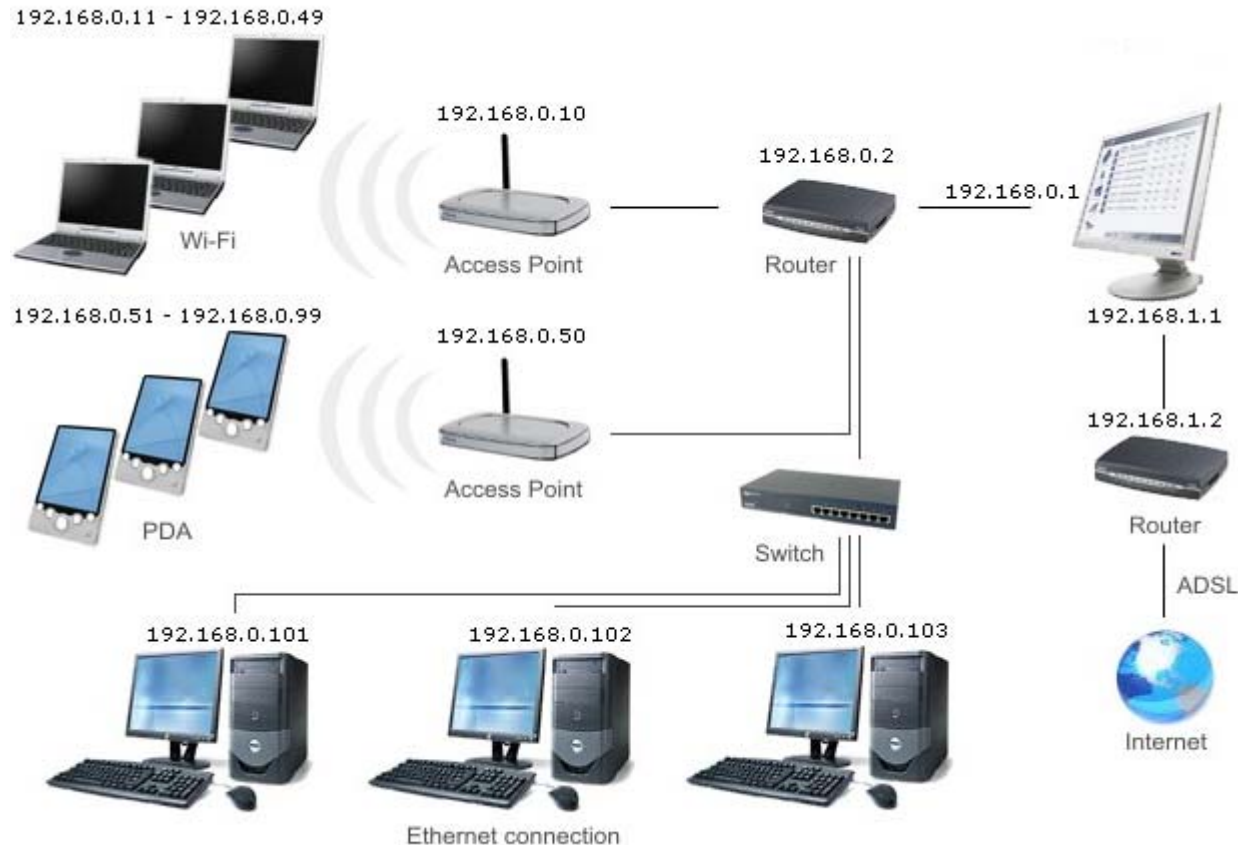 192.168.0.11 - 192.168.0.49
192.168.0.10
192.168.0.2
192.168.0.1
Wi-Fi
Access Point
Router
192.168.0.51 - 192.168.0.99
192.168.0.50
192.168.1.1
192.168.1.2
Access Point
PDA
Router
Switch
ADSL
192.168.0.101
192.168.0.102
192.168.0.103
Internet
Ethernet connection